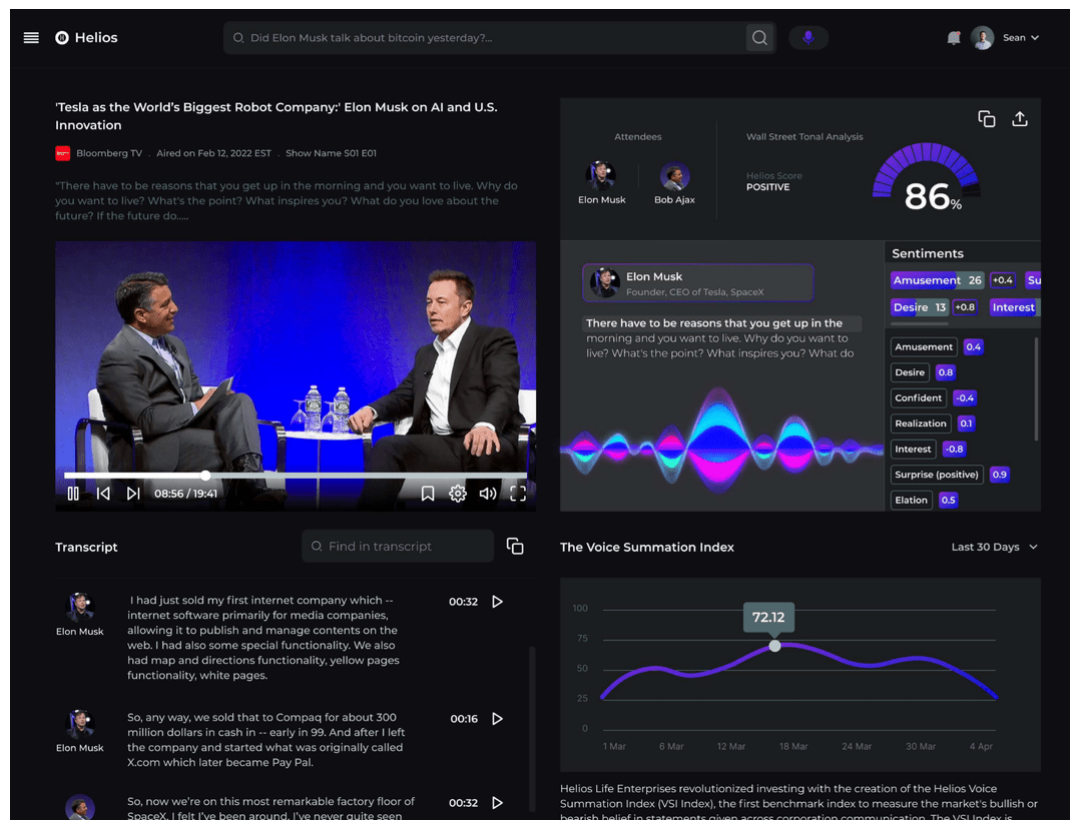 Helios
Did Elon Musk talk about bitcoin yesterday?...
Sean
'Tesla as the World's Biggest Robot Company:' Elon Musk on AI and U.S.
Innovation
Bloomberg TV . Aired on Feb 12, 2022 EST . Show Name S01 E01
"There have to be reasons that you get up in the morning and you want to live. Why do
you want to live? What's the point? What inspires you? What do you love about the
future? If the future do.....
08:56 / 19:41
Attendees
Elon Musk
Bob Ajax
Wall Street Tonal Analysis
Helios Score
POSITIVE
86%
Elon Musk
Founder, CEO of Tesla, SpaceX
There have to be reasons that you get up in the
morning and you want to live. Why do you want to
live? What's the point? What inspires you? What do
Sentiments
Amusement 26 +0.4 Su
Desire 13 +0.8 Interest
Amusement 0.4
Desire 0.8
Confident -0.4
Realization 0.1
Interest -0.8
Surprise (positive) 0.9
Elation 0.5
Transcript
Find in transcript
Elon Musk
I had just sold my first internet company which --
internet software primarily for media companies,
allowing it to publish and manage contents on the
web. I had also some special functionality. We also
had map and directions functionality, yellow pages
functionality, white pages.
00:32
Elon Musk
So, any way, we sold that to Compaq for about 300
million dollars in cash in -- early in 99. And after I left
the company and started what was originally called
X.com which later became Pay Pal.
00:16
So, now we're on this most remarkable factory floor of
SpaceX. I felt I've been around, I've never quite seen
00:32
The Voice Summation Index
Last 30 Days
72.12
100
75
50
25
0
1 Mar 6 Mar 12 Mar 18 Mar 24 Mar 30 Mar 4 Apr
Helios Life Enterprises revolutionized investing with the creation of the Helios Voice
Summation Index (VSI Index), the first benchmark index to measure the market's bullish or
bearish belief in statements given across corporation communication. The VSI Index is